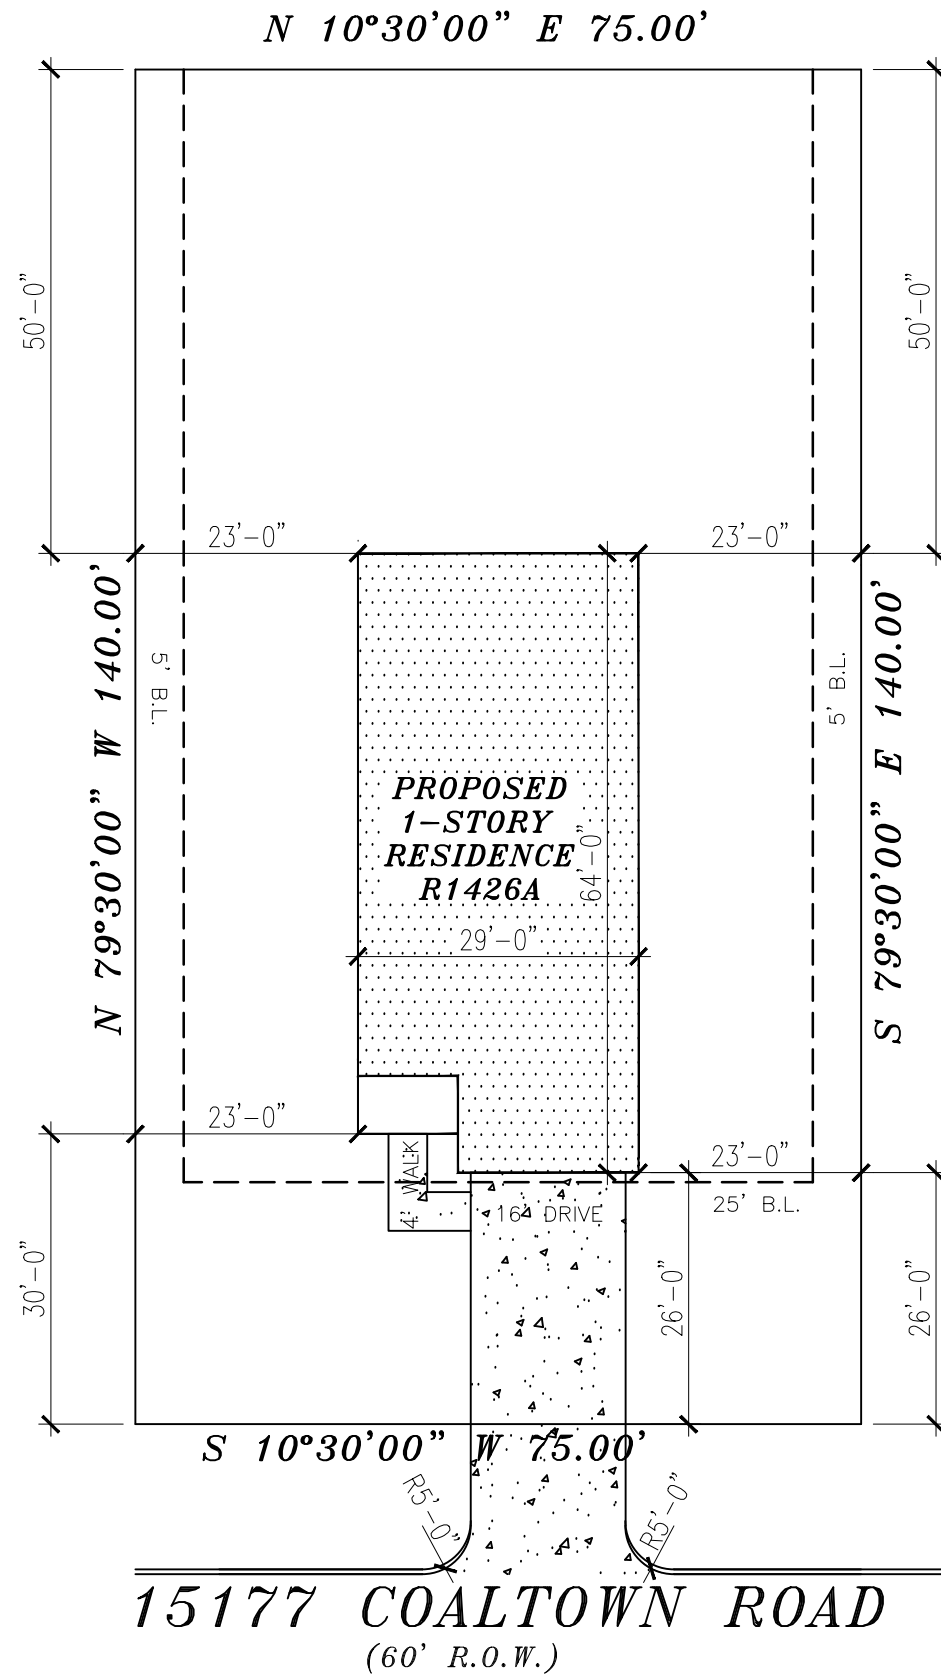 N 10°30'00" E 75.00'
50'-0"
50'-0"
23'-0"
23'-0"
N 79°30'00" W 140.00'
5' B.L.
5' B.L.
S 79°30'00" E 140.00'
PROPOSED
1-STORY
RESIDENCE
R1426A
64'-0"
29'-0"
23'-0"
4' WALK
23'-0"
16' DRIVE
25' B.L.
30'-0"
26'-0"
26'-0"
S 10°30'00" W 75.00'
R5'-0"
R5'-0"
15177 COALTOWN ROAD
(60' R.O.W.)